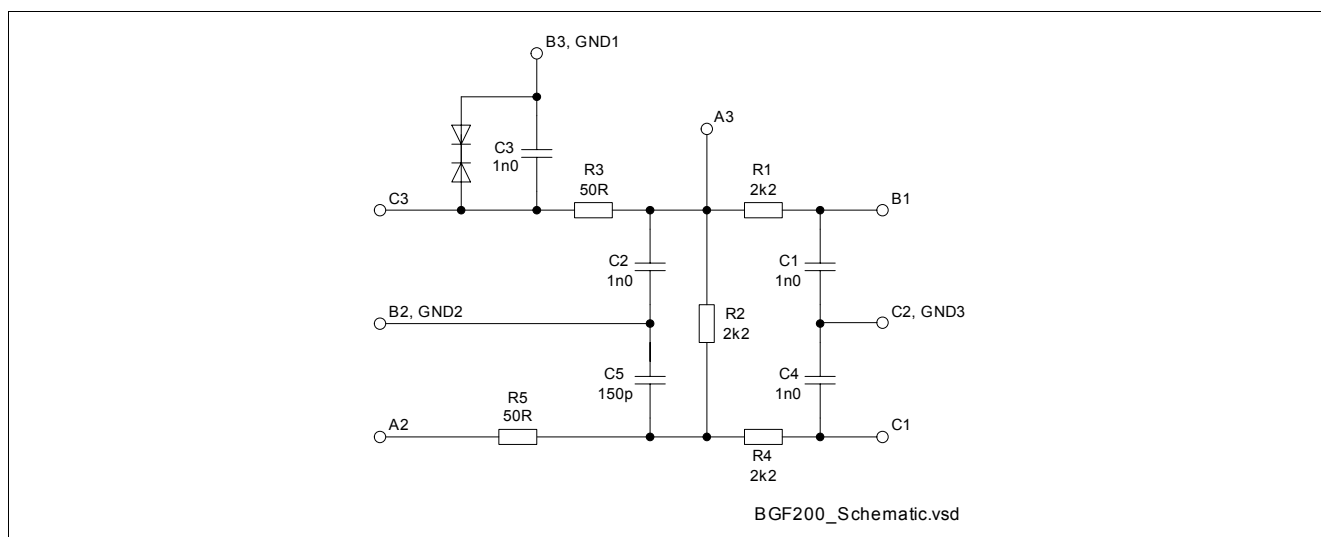 B3, GND1
A3
C3
1n0
R3
50R
R1
2k2
C3
B1
C2
1n0
C1
1n0
B2, GND2
R2
2k2
C2, GND3
C5
150p
C4
1n0
R5
50R
A2
C1
R4
2k2
BGF200_Schematic.vsd